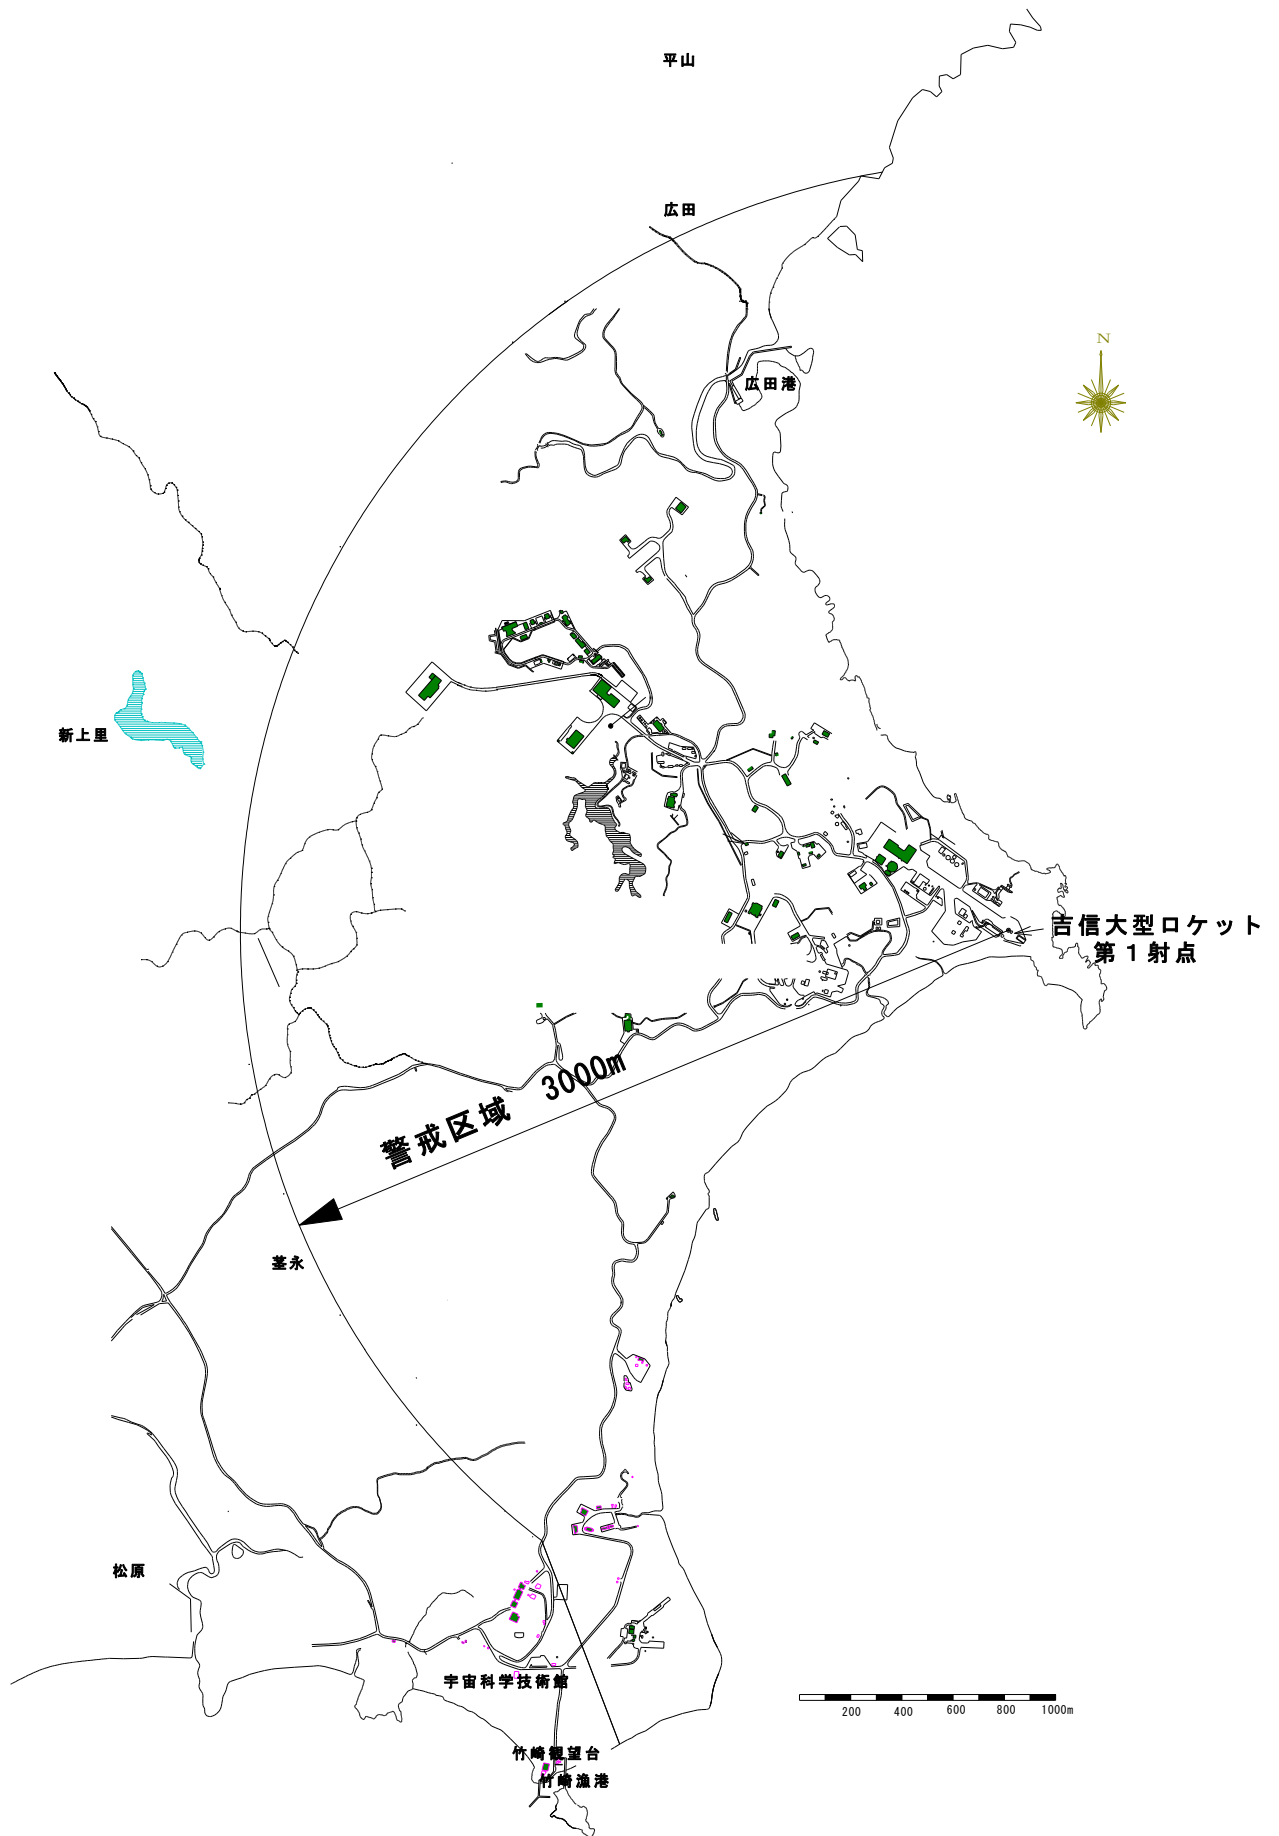 平山
広田
N
広田港
新上里
吉信大型ロケット
第1射点
警戒区域 3000m
茎永
松原
宇宙科学技術館
200 400 600 800 1000m
竹崎観望台
竹崎漁港